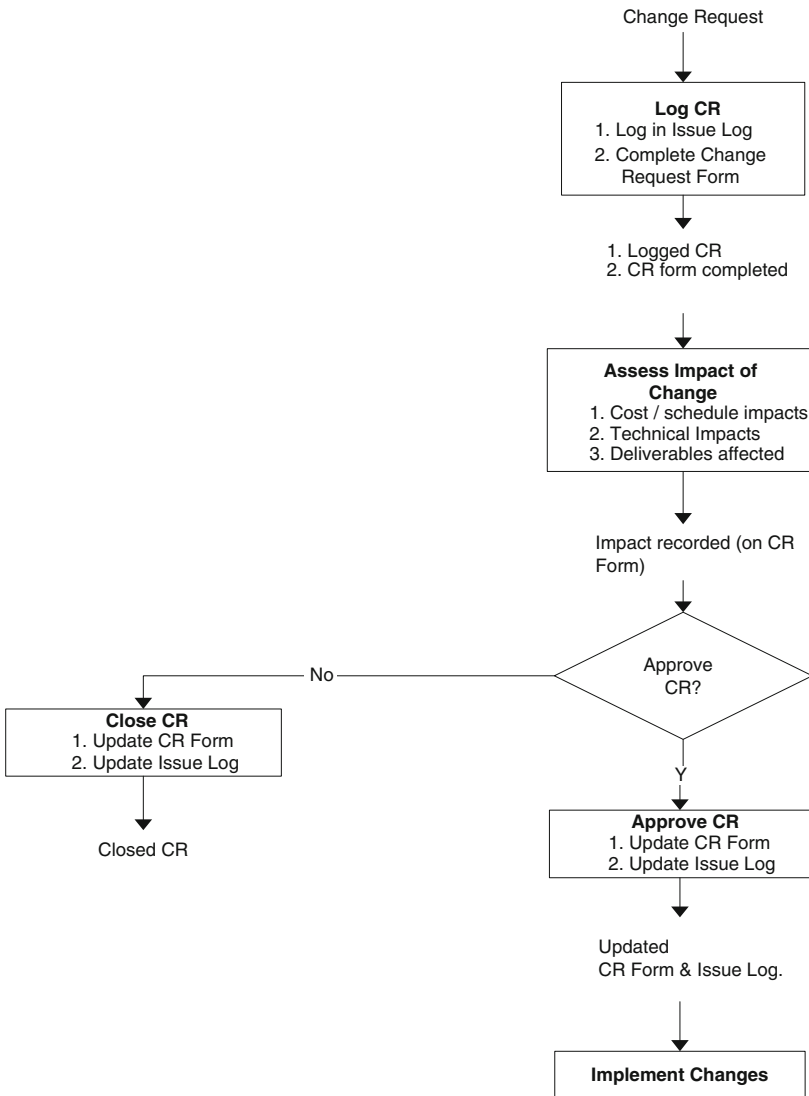 Change Request
Log CR
1. Log in Issue Log
2. Complete Change
Request Form
1. Logged CR
2. CR form completed
Assess Impact of
Change
1. Cost / schedule impacts
2. Technical Impacts
3. Deliverables affected
Impact recorded (on CR
Form)
Approve
CR?
No
Close CR
1. Update CR Form
2. Update Issue Log
Closed CR
Y
Approve CR
1. Update CR Form
2. Update Issue Log
Updated
CR Form & Issue Log.
Implement Changes